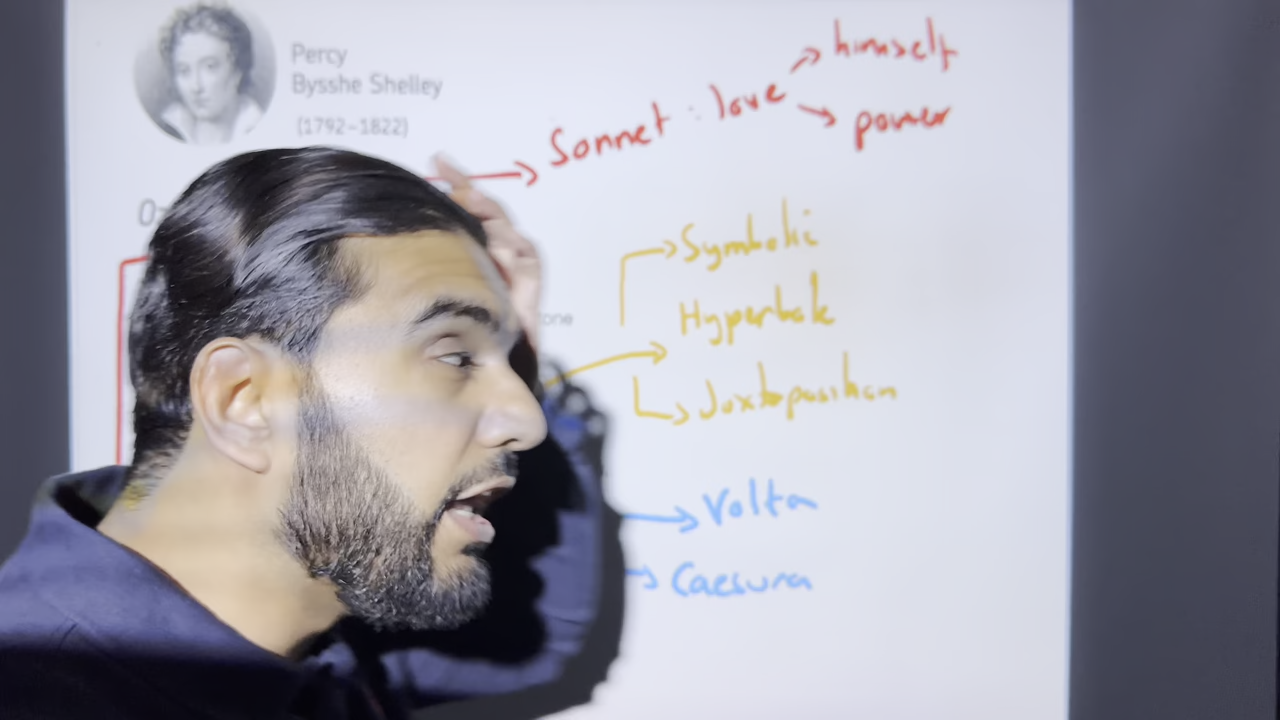 Percy
Bysshe Shelley
(1792–1822)
Sonnet : love
himself
power
Symbolic
Hyperbole
Juxtaposition
Volta
Caesura